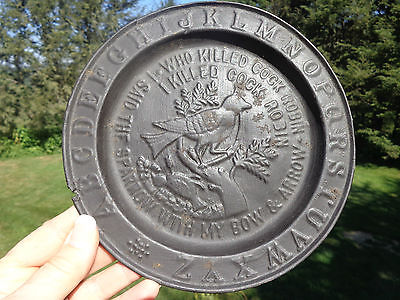 ABCDEFGHIJKLMNOPQRSTUVWXYZ
WHO KILLED COCK ROBIN
I SAID THE SPARROW WITH MY BOW & ARROW
I KILLED COCK ROBIN